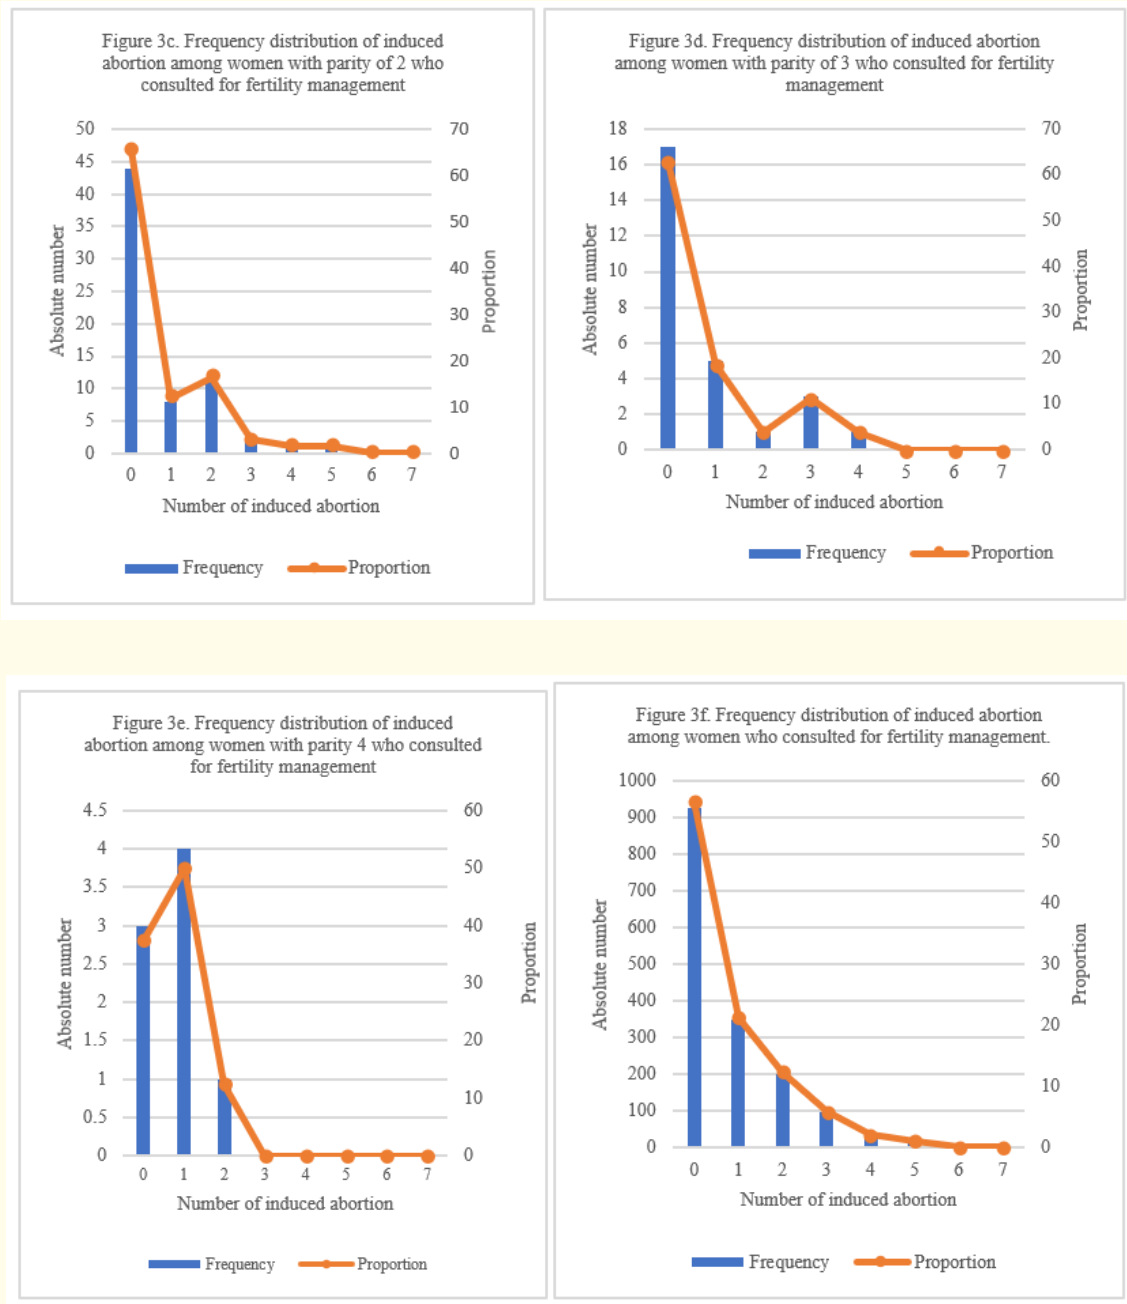 Figure 3c. Frequency distribution of induced
abortion among women with parity of 2 who
consulted for fertility management
50
45
40
35
30
25
20
15
10
5
0
70
60
50
40
30
20
10
0
Absolute number
Proportion
0 1 2 3 4 5 6 7
Number of induced abortion
Frequency Proportion
Figure 3d. Frequency distribution of induced abortion
among women with parity of 3 who consulted for fertility
management
18
16
14
12
10
8
6
4
2
0
70
60
50
40
30
20
10
0
Absolute number
Proportion
0 1 2 3 4 5 6 7
Number of induced abortion
Frequency Proportion
Figure 3e. Frequency distribution of induced
abortion among women with parity 4 who consulted
for fertility management
4.5
4
3.5
3
2.5
2
1.5
1
0.5
0
60
50
40
30
20
10
0
Absolute number
Proportion
0 1 2 3 4 5 6 7
Number of induced abortion
Frequency Proportion
Figure 3f. Frequency distribution of induced abortion
among women who consulted for fertility management.
1000
900
800
700
600
500
400
300
200
100
0
60
50
40
30
20
10
0
Absolute number
Proportion
0 1 2 3 4 5 6 7
Number of induced abortion
Frequency Proportion